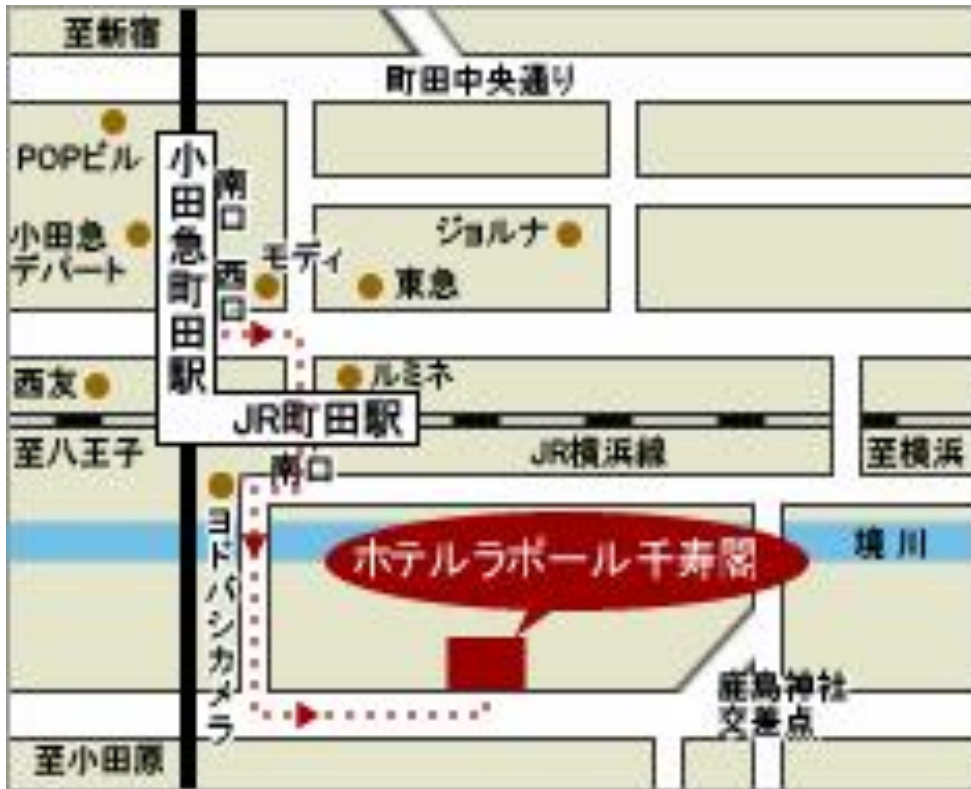 至新宿
町田中央通り
POPビル
小田急町田駅
南口
小田急
デパート
西口
モディ
ジョルナ
東急
西友
ルミネ
JR町田駅
至八王子
南口
JR横浜線
至横浜
ヨドバシカメラ
ホテルラポール千寿閣
境川
鹿島神社
交差点
至小田原